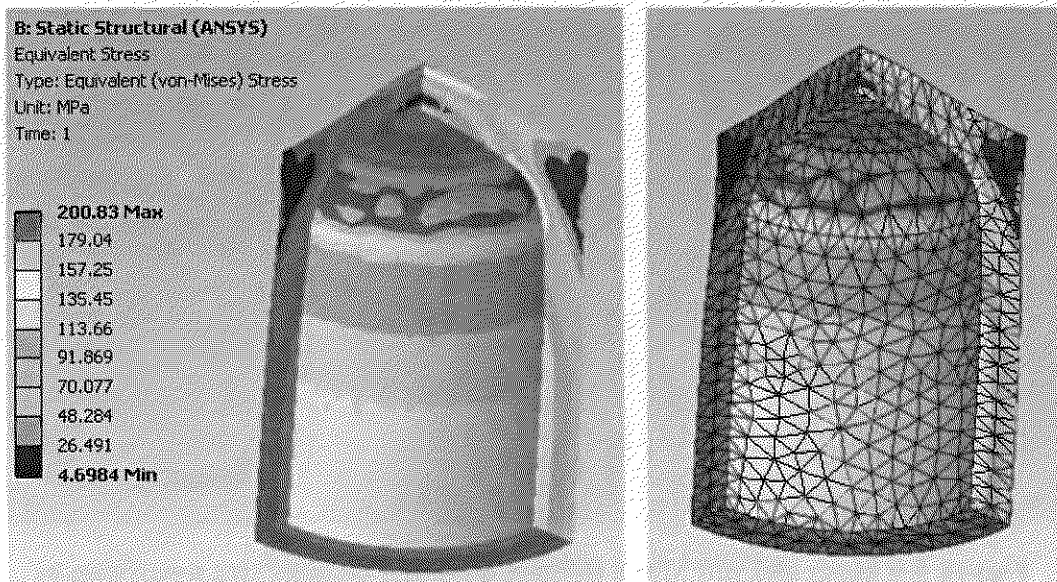 B: Static Structural (ANSYS)
Equivalent Stress
Type: Equivalent (von-Mises) Stress
Unit: MPa
Time: 1
200.83 Max
179.04
157.25
135.45
113.66
91.869
70.077
48.284
26.491
4.6984 Min